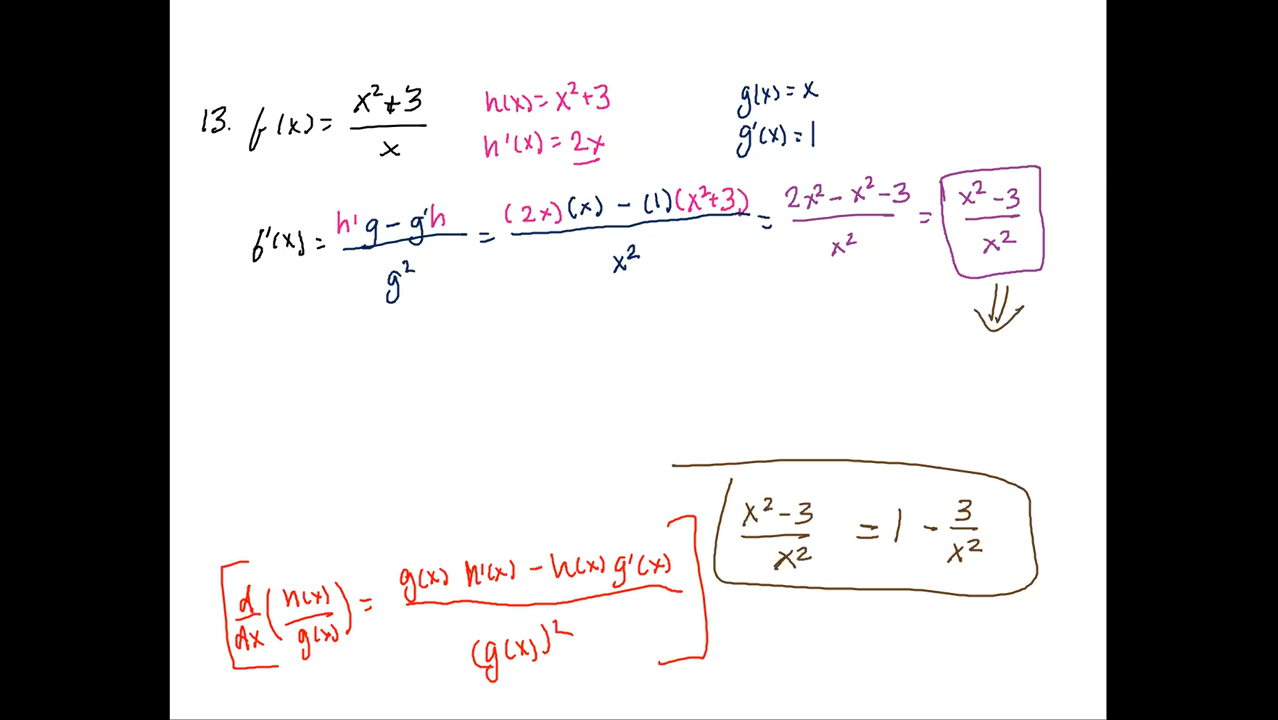 13. f(x) = (x²+3)/x h(x) = x²+3 g(x) = x
h'(x) = 2x g'(x) = 1
f'(x) = (h'g - g'h)/g² = ((2x)(x) - (1)(x²+3))/x² = (2x² - x² - 3)/x² = (x² - 3)/x²
(x² - 3)/x² = 1 - 3/x²
[d/dx (h(x)/g(x)) = (g(x) h'(x) - h(x) g'(x))/(g(x))²]